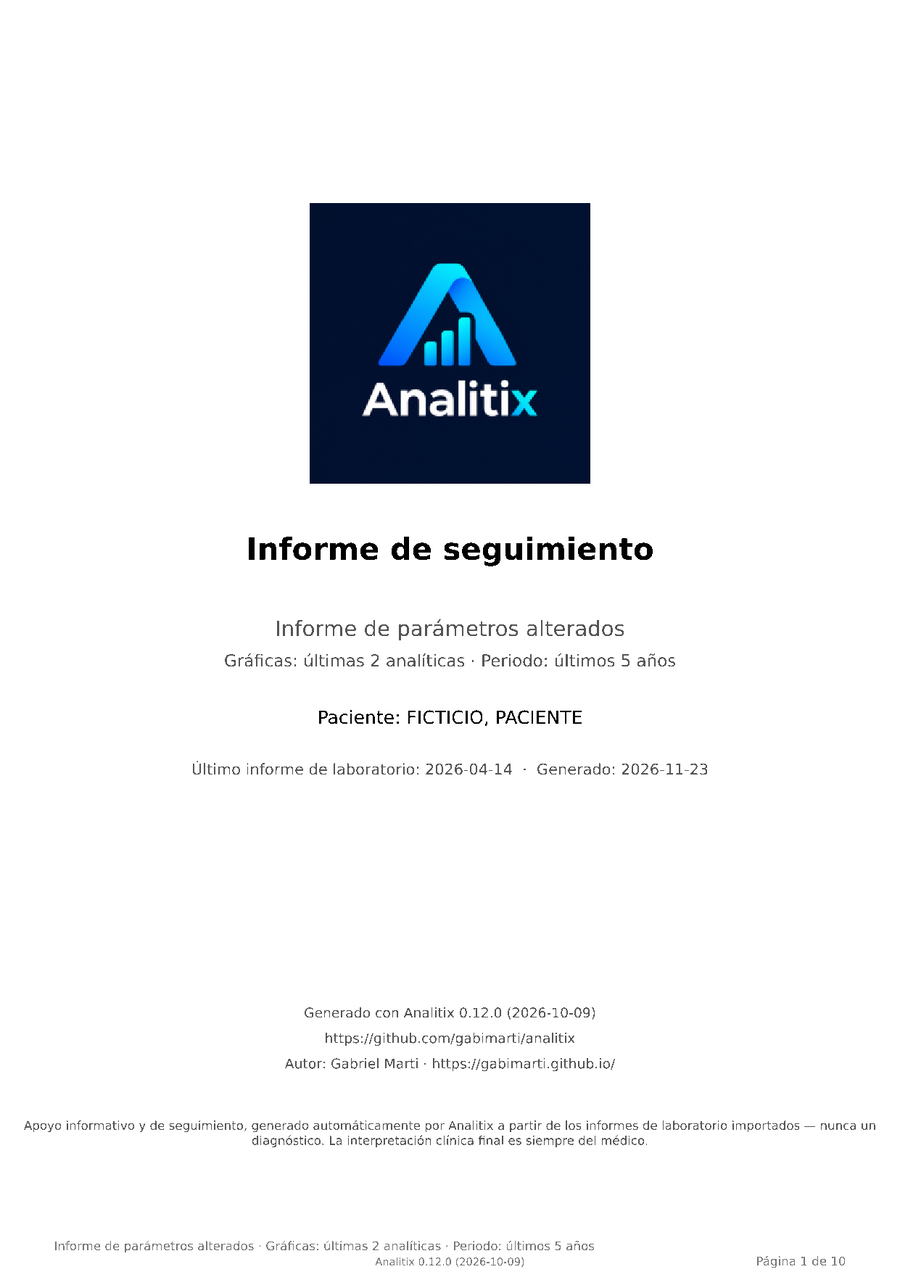 Analitix
Informe de seguimiento
Informe de parámetros alterados
Gráficas: últimas 2 analíticas · Periodo: últimos 5 años
Paciente: FICTICIO, PACIENTE
Último informe de laboratorio: 2026-04-14 · Generado: 2026-11-23
Generado con Analitix 0.12.0 (2026-10-09)
https://github.com/gabimarti/analitix
Autor: Gabriel Marti · https://gabimarti.github.io/
Apoyo informativo y de seguimiento, generado automáticamente por Analitix a partir de los informes de laboratorio importados — nunca un
diagnóstico. La interpretación clínica final es siempre del médico.
Informe de parámetros alterados · Gráficas: últimas 2 analíticas · Periodo: últimos 5 años
Analitix 0.12.0 (2026-10-09)
Página 1 de 10